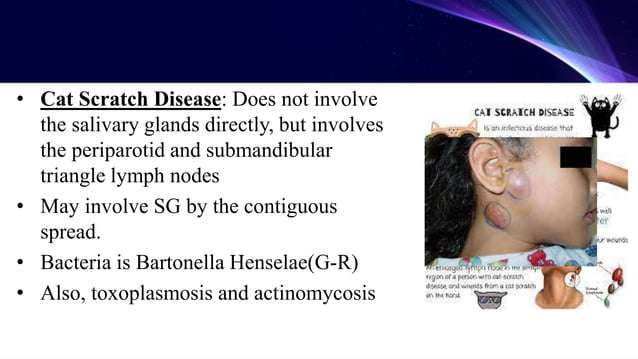 • Cat Scratch Disease: Does not involve
the salivary glands directly, but involves
the periparotid and submandibular
triangle lymph nodes
• May involve SG by the contiguous
spread.
• Bacteria is Bartonella Henselae(G-R)
• Also, toxoplasmosis and actinomycosis
CAT SCRATCH DISEASE
is an infectious disease that
An enlarged lymph node in the
region of a person with cat-scratch
disease, and wounds from a cat scratch
on the hand.